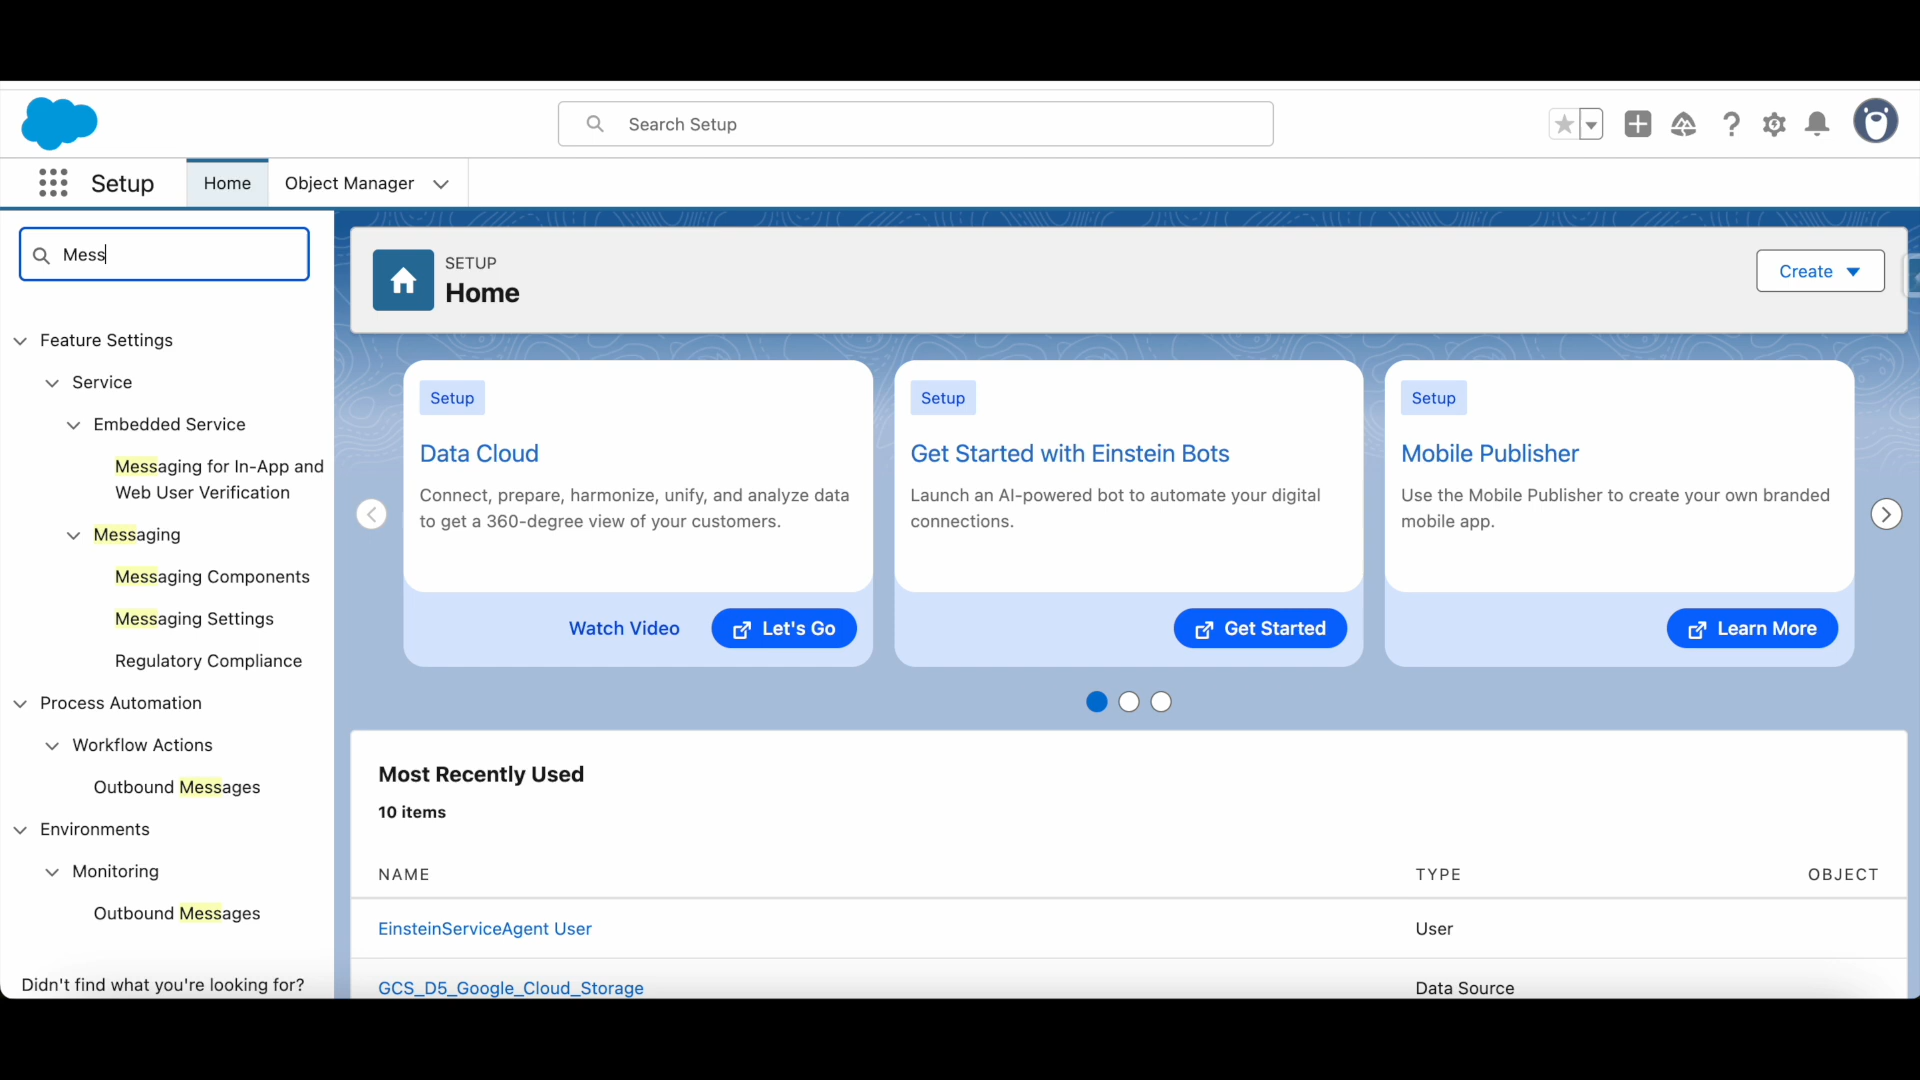 Search Setup
Setup
Home
Object Manager
Mess
Feature Settings
Service
Embedded Service
Messaging for In-App and
Web User Verification
Messaging
Messaging Components
Messaging Settings
Regulatory Compliance
Process Automation
Workflow Actions
Outbound Messages
Environments
Monitoring
Outbound Messages
Didn't find what you're looking for?
SETUP
Home
Create
Setup
Data Cloud
Connect, prepare, harmonize, unify, and analyze data
to get a 360-degree view of your customers.
Watch Video
Let's Go
Setup
Get Started with Einstein Bots
Launch an AI-powered bot to automate your digital
connections.
Get Started
Setup
Mobile Publisher
Use the Mobile Publisher to create your own branded
mobile app.
Learn More
Most Recently Used
10 items
NAME TYPE OBJECT
EinsteinServiceAgent User User
GCS_D5_Google_Cloud_Storage Data Source